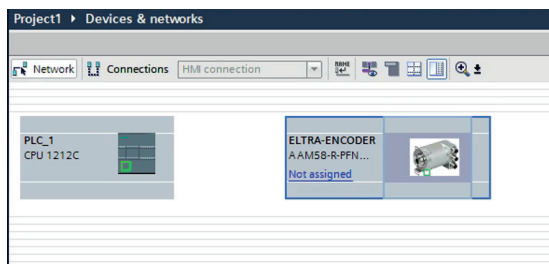 Project1 ▸ Devices & networks
Network Connections HMI connection
PLC_1
CPU 1212C
ELTRA-ENCODER
AAM58-R-PFN...
Not assigned